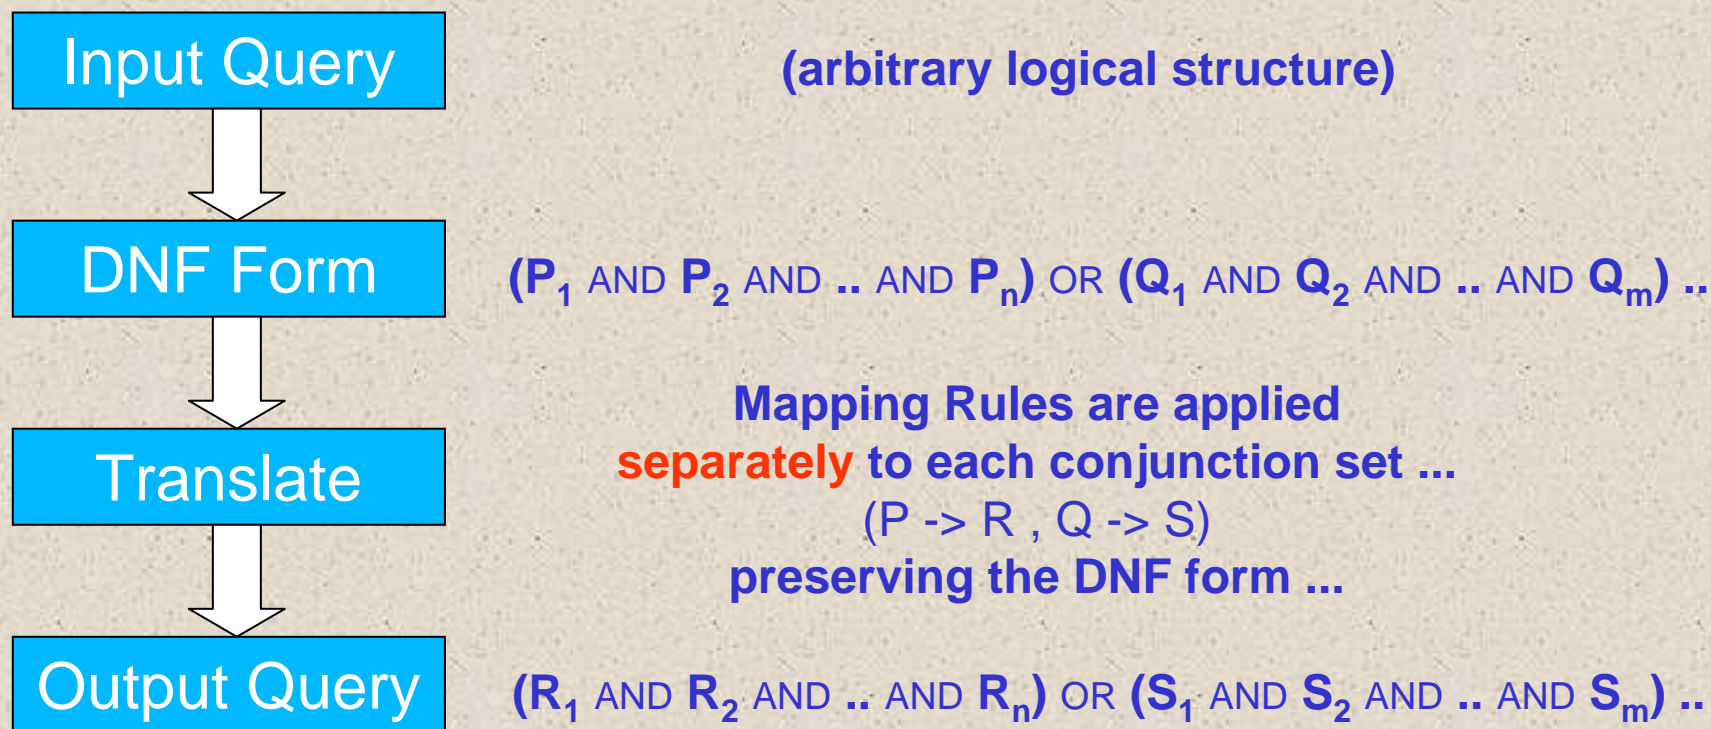 Input Query
(arbitrary logical structure)
DNF Form
(P1 AND P2 AND .. AND Pn) OR (Q1 AND Q2 AND .. AND Qm) ..
Translate
Mapping Rules are applied
separately to each conjunction set ...
(P -> R , Q -> S)
preserving the DNF form ...
Output Query
(R1 AND R2 AND .. AND Rn) OR (S1 AND S2 AND .. AND Sm) ..